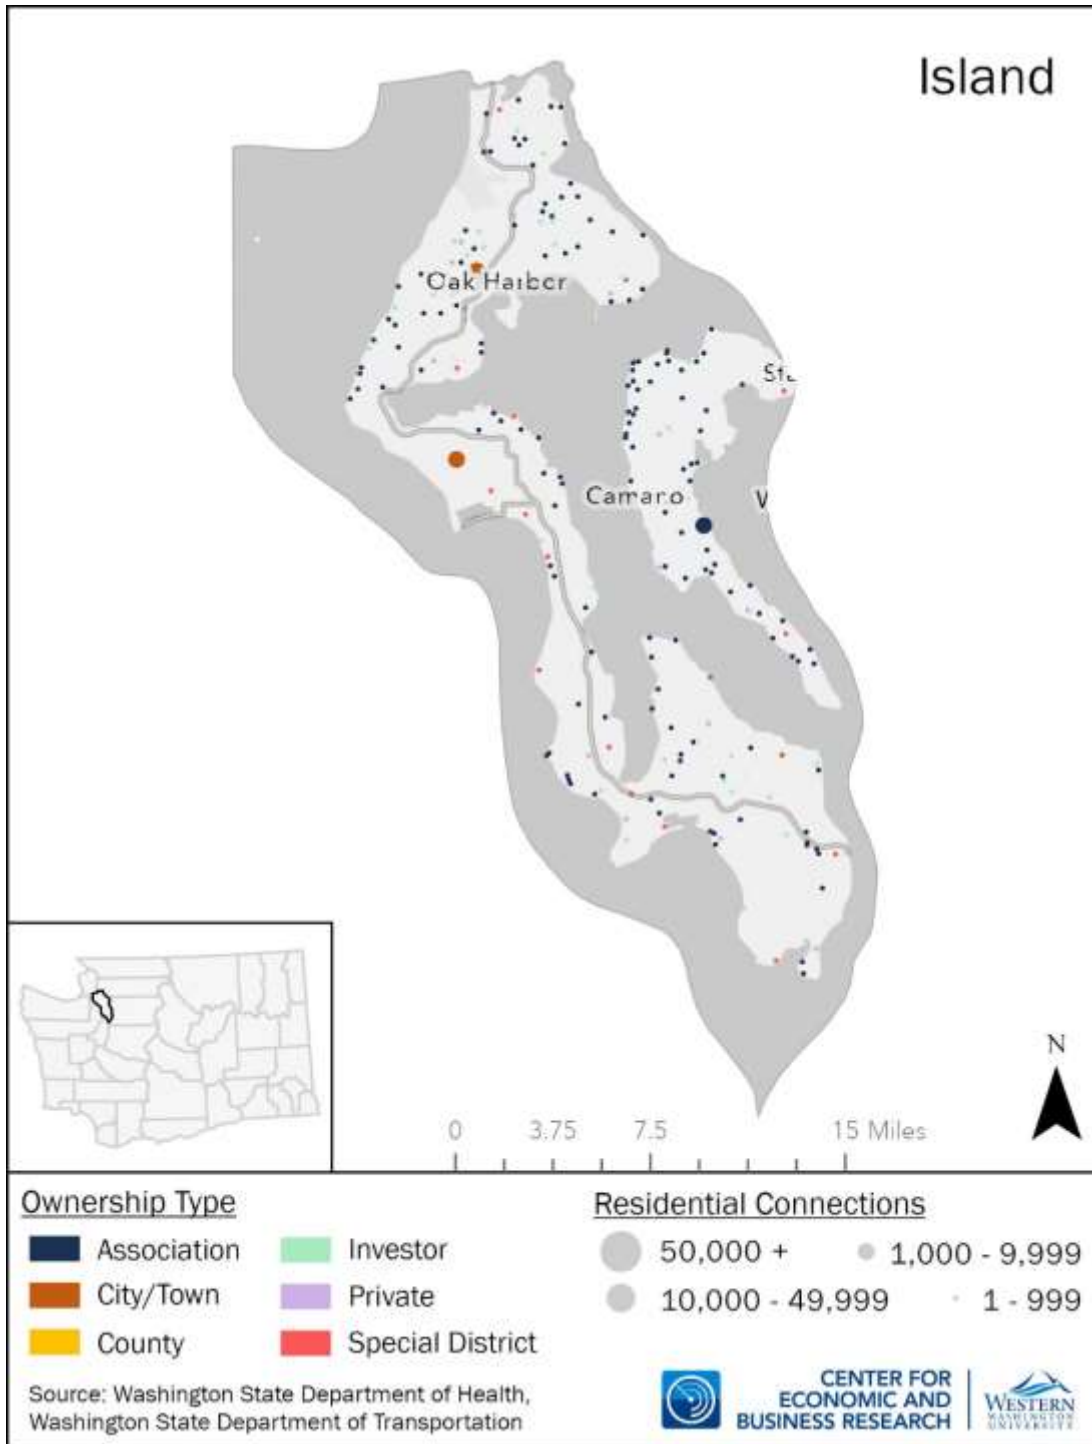 Island
Oak Harbor
Camano
N
0 3.75 7.5 15 Miles
Ownership Type
Association
City/Town
County
Investor
Private
Special District
Residential Connections
50,000 +
10,000 - 49,999
1,000 - 9,999
1 - 999
Source: Washington State Department of Health,
Washington State Department of Transportation
CENTER FOR
ECONOMIC AND
BUSINESS RESEARCH
WESTERN
WASHINGTON
UNIVERSITY